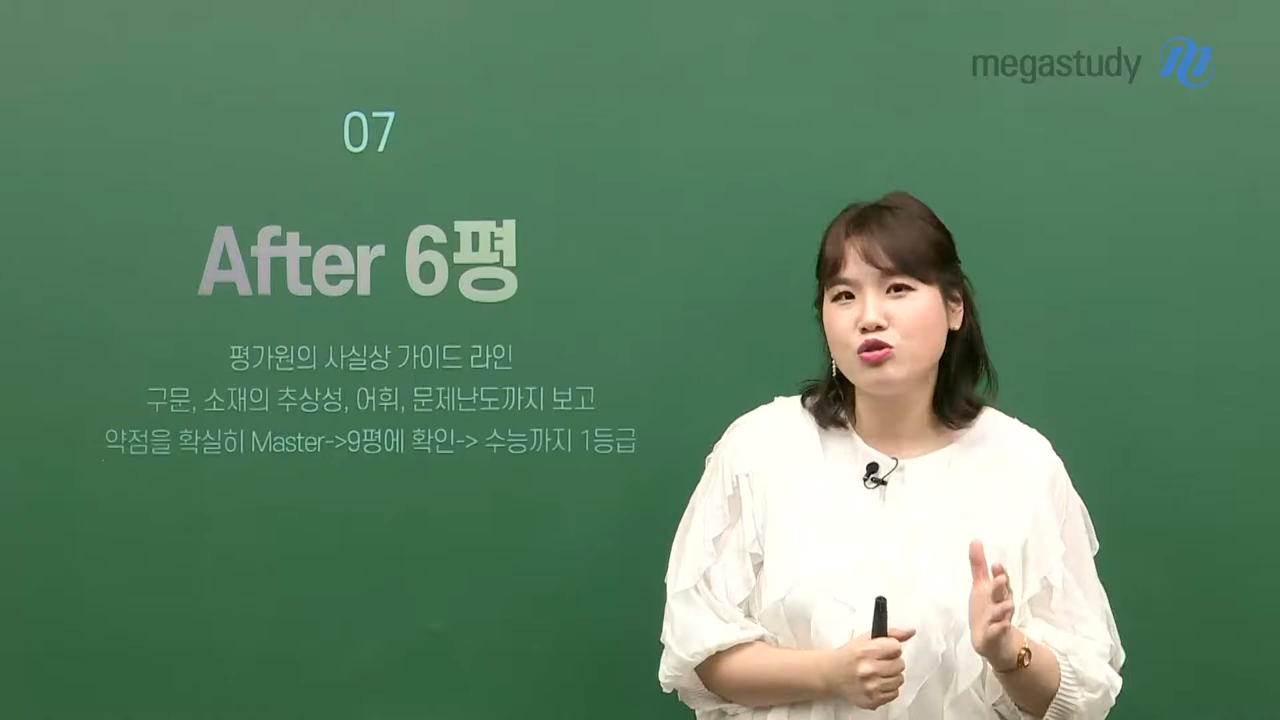 megastudy
07
After 6평
평가원의 사실상 가이드 라인
구문, 소재의 추상성, 어휘, 문제난도까지 보고
약점을 확실히 Master->9평에 확인-> 수능까지 1등급